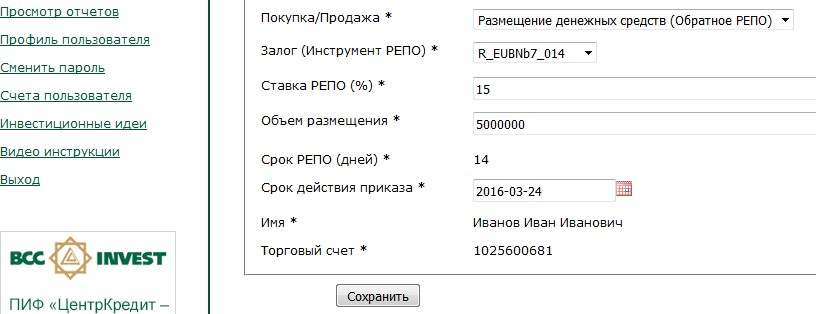 Просмотр отчетов
Профиль пользователя
Сменить пароль
Счета пользователя
Инвестиционные идеи
Видео инструкции
Выход
BCC INVEST
ПИФ «ЦентрКредит –
Покупка/Продажа * Размещение денежных средств (Обратное РЕПО)
Залог (Инструмент РЕПО) * R_EUBNb7_014
Ставка РЕПО (%) * 15
Объем размещения * 5000000
Срок РЕПО (дней) * 14
Срок действия приказа * 2016-03-24
Имя * Иванов Иван Иванович
Торговый счет * 1025600681
Сохранить